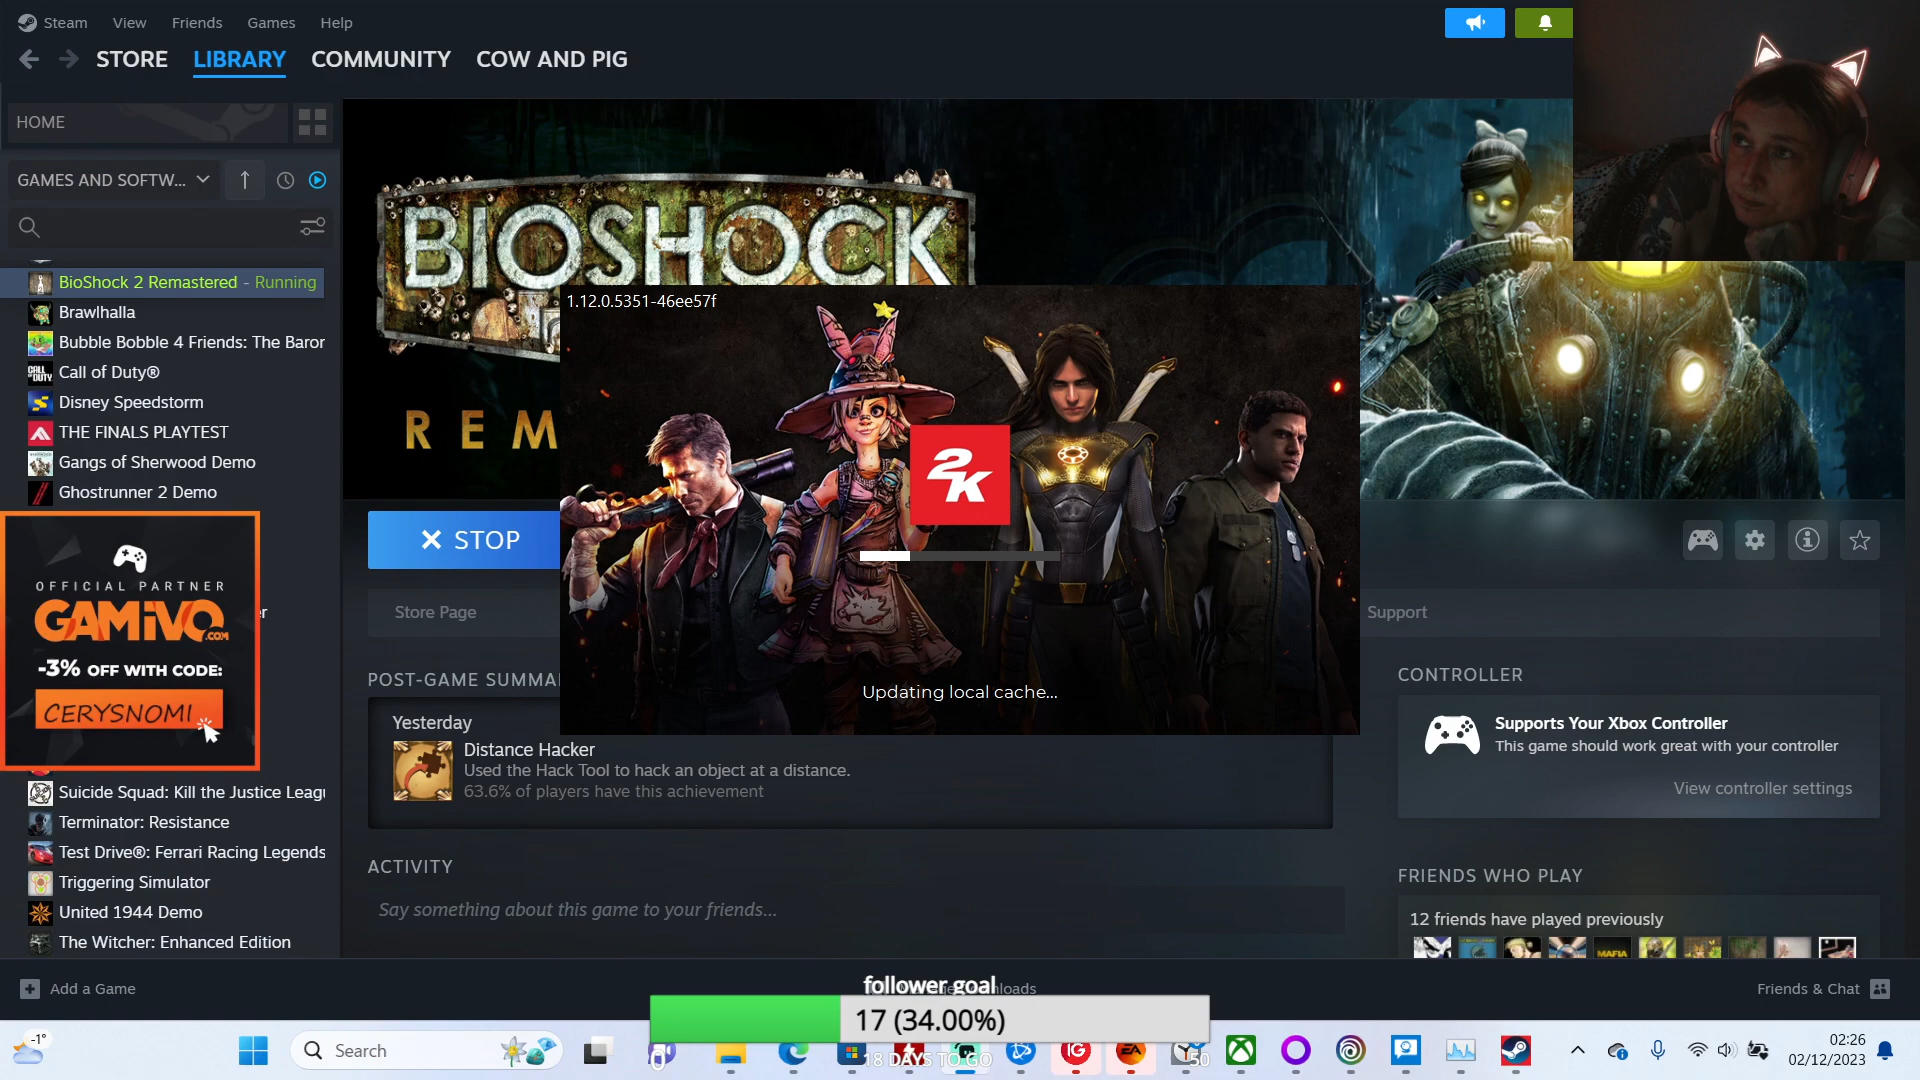 Steam View Friends Games Help
STORE LIBRARY COMMUNITY COW AND PIG
HOME
GAMES AND SOFTW...
BioShock 2 Remastered - Running
Brawlhalla
Bubble Bobble 4 Friends: The Baror
Call of Duty®
Disney Speedstorm
THE FINALS PLAYTEST
Gangs of Sherwood Demo
Ghostrunner 2 Demo
OFFICIAL PARTNER
GAMIVO.COM
-3% OFF WITH CODE:
CERYSNOMI
er
Suicide Squad: Kill the Justice Leagu
Terminator: Resistance
Test Drive®: Ferrari Racing Legends
Triggering Simulator
United 1944 Demo
The Witcher: Enhanced Edition
BIOSHOCK
REM
1.12.0.5351-46ee57f
2K
Updating local cache...
STOP
Store Page
Support
POST-GAME SUMMA
Yesterday
Distance Hacker
Used the Hack Tool to hack an object at a distance.
63.6% of players have this achievement
ACTIVITY
Say something about this game to your friends...
CONTROLLER
Supports Your Xbox Controller
This game should work great with your controller
View controller settings
FRIENDS WHO PLAY
12 friends have played previously
MAFIA
Add a Game
follower goal
nloads
Friends & Chat
17 (34.00%)
0 18 DAYS TO GO 50
-1°
Search
02:26
02/12/2023